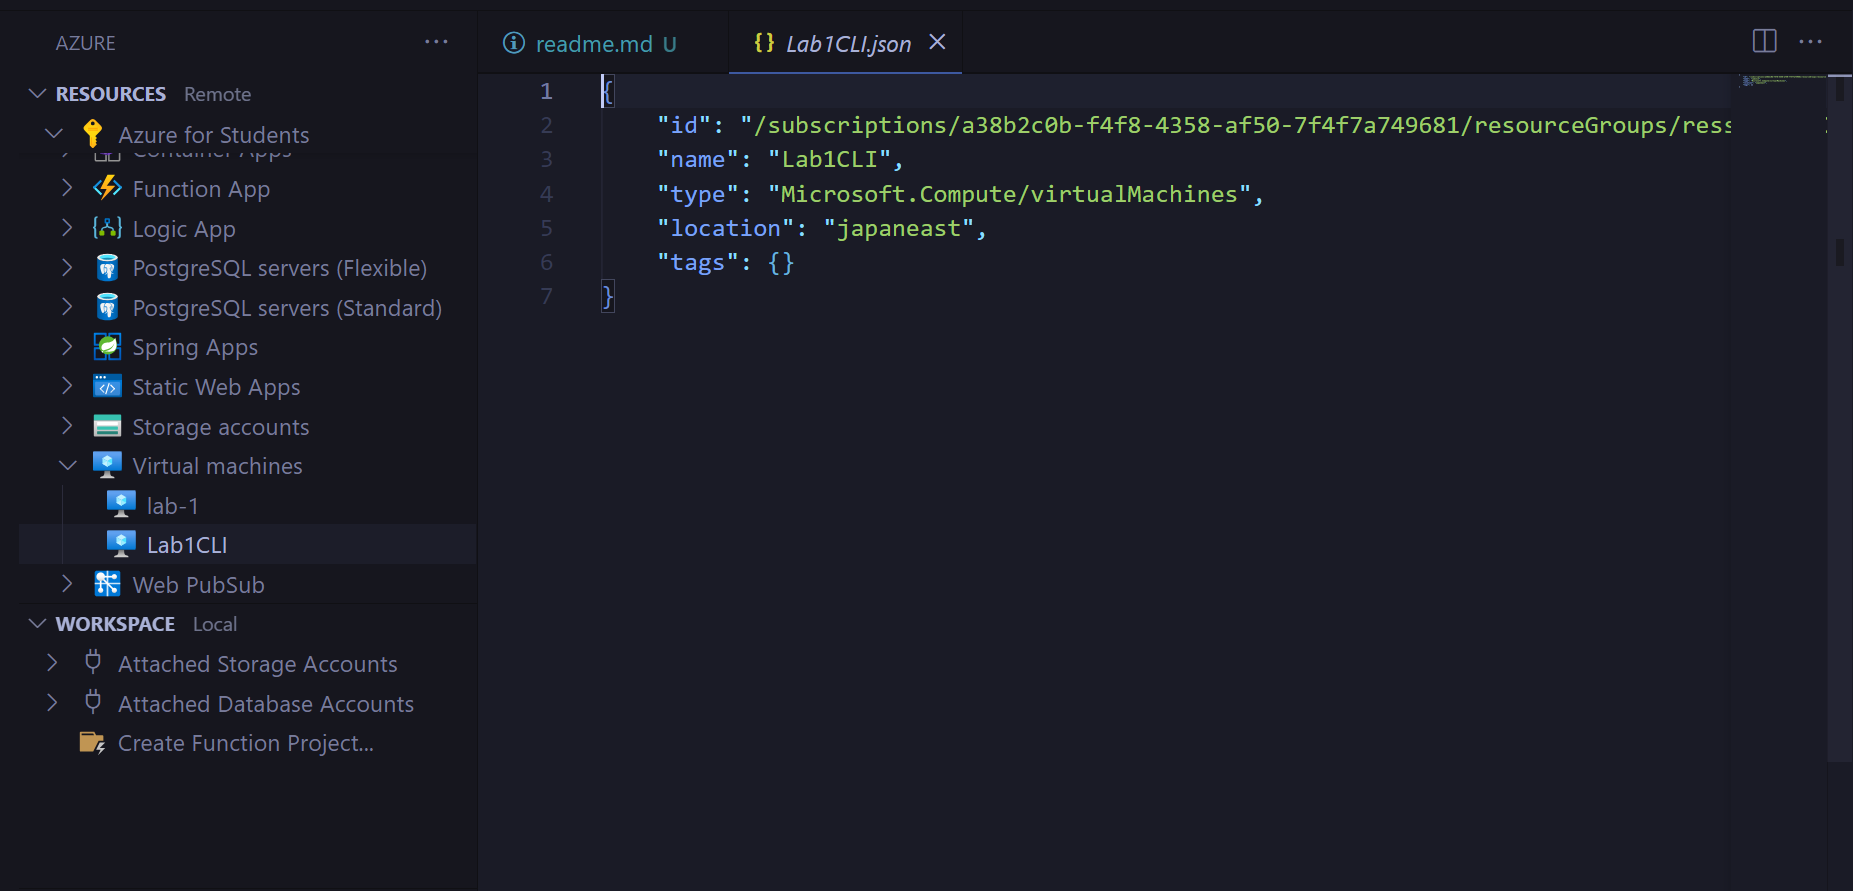 AZURE
RESOURCES Remote
Azure for Students
Container Apps
Function App
Logic App
PostgreSQL servers (Flexible)
PostgreSQL servers (Standard)
Spring Apps
Static Web Apps
Storage accounts
Virtual machines
lab-1
Lab1CLI
Web PubSub
WORKSPACE Local
Attached Storage Accounts
Attached Database Accounts
Create Function Project...
readme.md U
{} Lab1CLI.json
1 {
2 "id": "/subscriptions/a38b2c0b-f4f8-4358-af50-7f4f7a749681/resourceGroups/ress
3 "name": "Lab1CLI",
4 "type": "Microsoft.Compute/virtualMachines",
5 "location": "japaneast",
6 "tags": {}
7 }